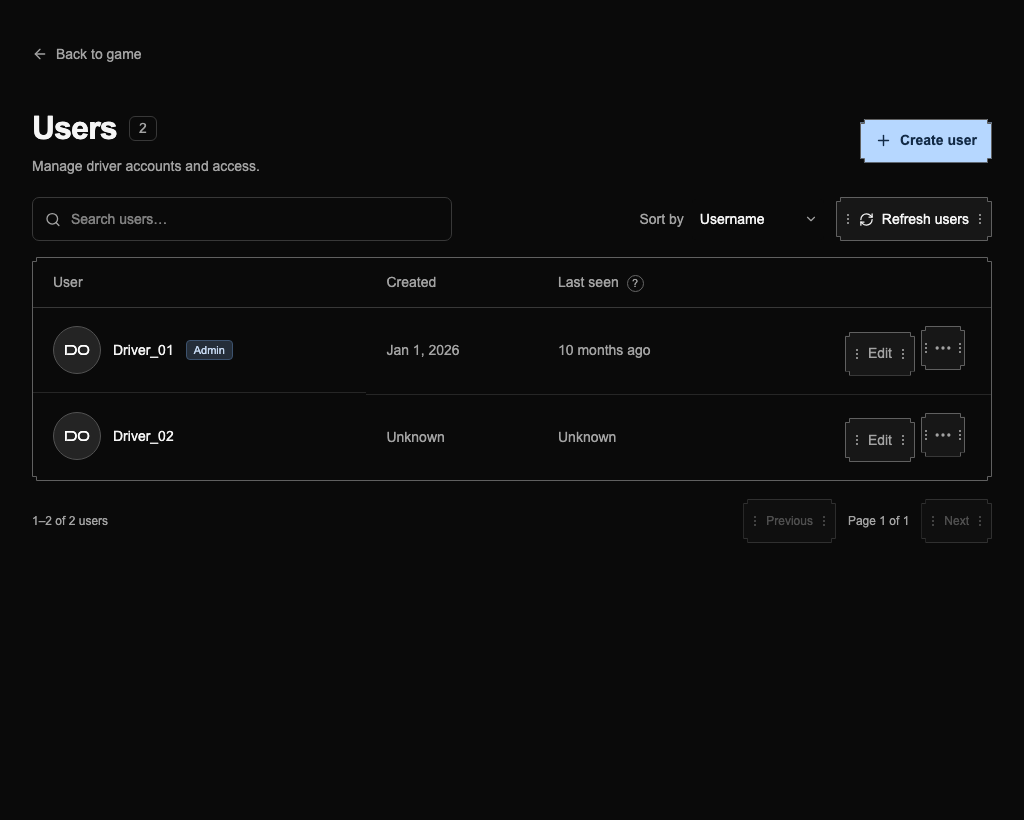 Back to game
Users 2
Create user
Manage driver accounts and access.
Search users…
Sort by Username
Refresh users
User Created Last seen ?
DO Driver_01 Admin Jan 1, 2026 10 months ago Edit
DO Driver_02 Unknown Unknown Edit
1–2 of 2 users Previous Page 1 of 1 Next